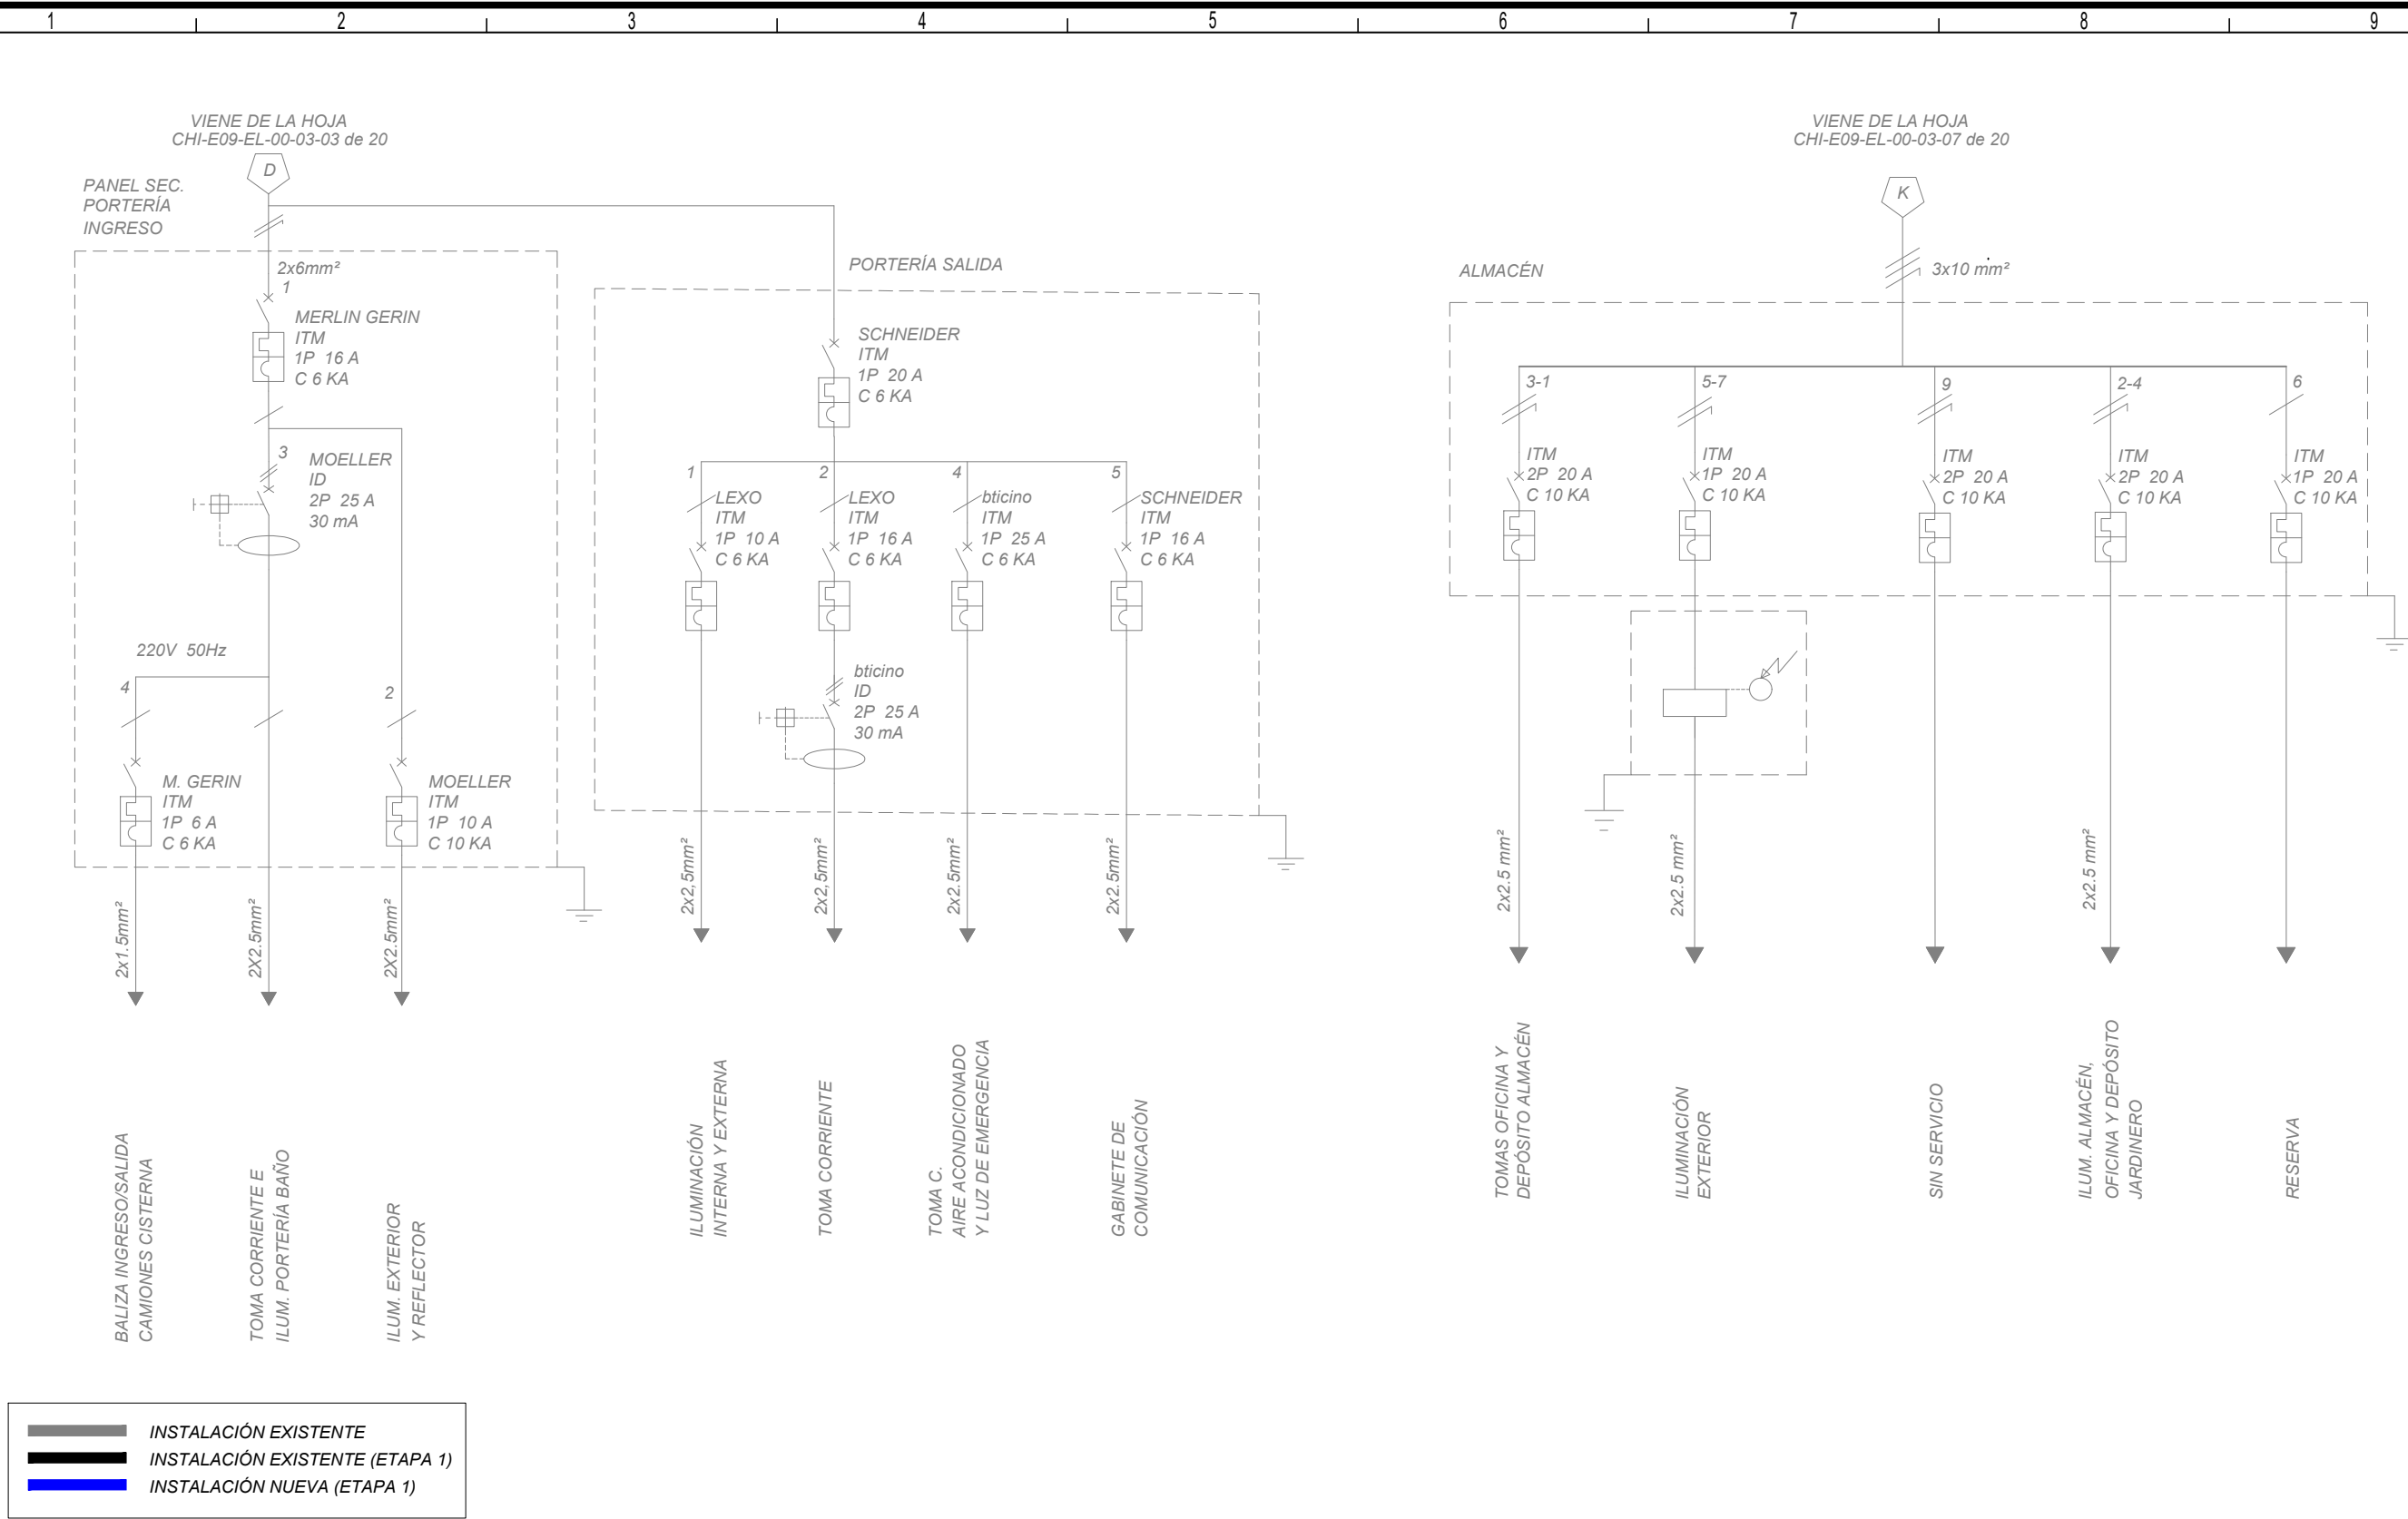 1 2 3 4 5 6 7 8 9
VIENE DE LA HOJA
CHI-E09-EL-00-03-03 de 20
D
PANEL SEC.
PORTERÍA
INGRESO
2x6mm²
1
MERLIN GERIN
ITM
1P 16 A
C 6 KA
3
MOELLER
ID
2P 25 A
30 mA
220V 50Hz
4
2
M. GERIN
ITM
1P 6 A
C 6 KA
MOELLER
ITM
1P 10 A
C 10 KA
2x1.5mm²
2X2.5mm²
2X2.5mm²
BALIZA INGRESO/SALIDA
CAMIONES CISTERNA
TOMA CORRIENTE E
ILUM. PORTERÍA BAÑO
ILUM. EXTERIOR
Y REFLECTOR
PORTERÍA SALIDA
SCHNEIDER
ITM
1P 20 A
C 6 KA
1
LEXO
ITM
1P 10 A
C 6 KA
2
LEXO
ITM
1P 16 A
C 6 KA
4
bticino
ITM
1P 25 A
C 6 KA
5
SCHNEIDER
ITM
1P 16 A
C 6 KA
bticino
ID
2P 25 A
30 mA
2x2,5mm²
2x2,5mm²
2x2.5mm²
2x2.5mm²
ILUMINACIÓN
INTERNA Y EXTERNA
TOMA CORRIENTE
TOMA C.
AIRE ACONDICIONADO
Y LUZ DE EMERGENCIA
GABINETE DE
COMUNICACIÓN
VIENE DE LA HOJA
CHI-E09-EL-00-03-07 de 20
K
ALMACÉN
3x10 mm²
3-1
ITM
2P 20 A
C 10 KA
5-7
ITM
1P 20 A
C 10 KA
9
ITM
2P 20 A
C 10 KA
2-4
ITM
2P 20 A
C 10 KA
6
ITM
1P 20 A
C 10 KA
2x2.5 mm²
2x2.5 mm²
2x2.5 mm²
TOMAS OFICINA Y
DEPÓSITO ALMACÉN
ILUMINACIÓN
EXTERIOR
SIN SERVICIO
ILUM. ALMACÉN,
OFICINA Y DEPÓSITO
JARDINERO
RESERVA
INSTALACIÓN EXISTENTE
INSTALACIÓN EXISTENTE (ETAPA 1)
INSTALACIÓN NUEVA (ETAPA 1)